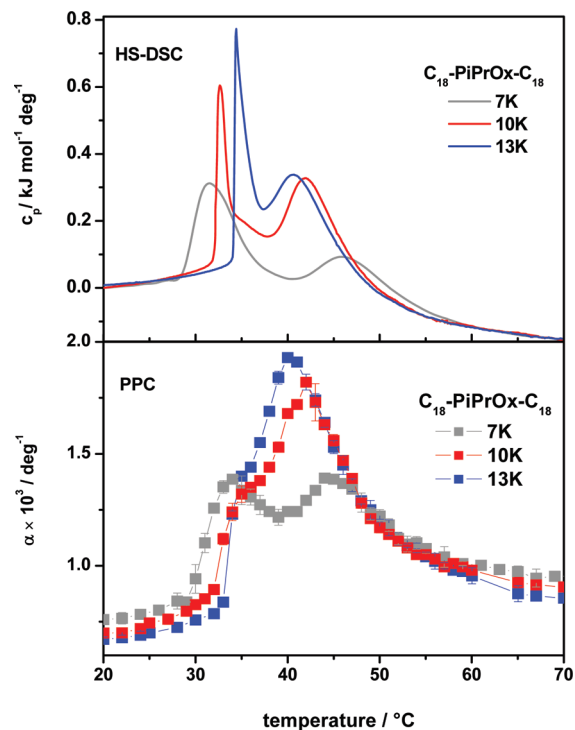 HS-DSC
C₁₈-PiPrOx-C₁₈
7K
10K
13K
cₚ/ kJ mol⁻¹ deg⁻¹
0.8
0.6
0.4
0.2
0.0
PPC
C₁₈-PiPrOx-C₁₈
7K
10K
13K
α × 10³ / deg⁻¹
2.0
1.5
1.0
20 30 40 50 60 70
temperature / °C